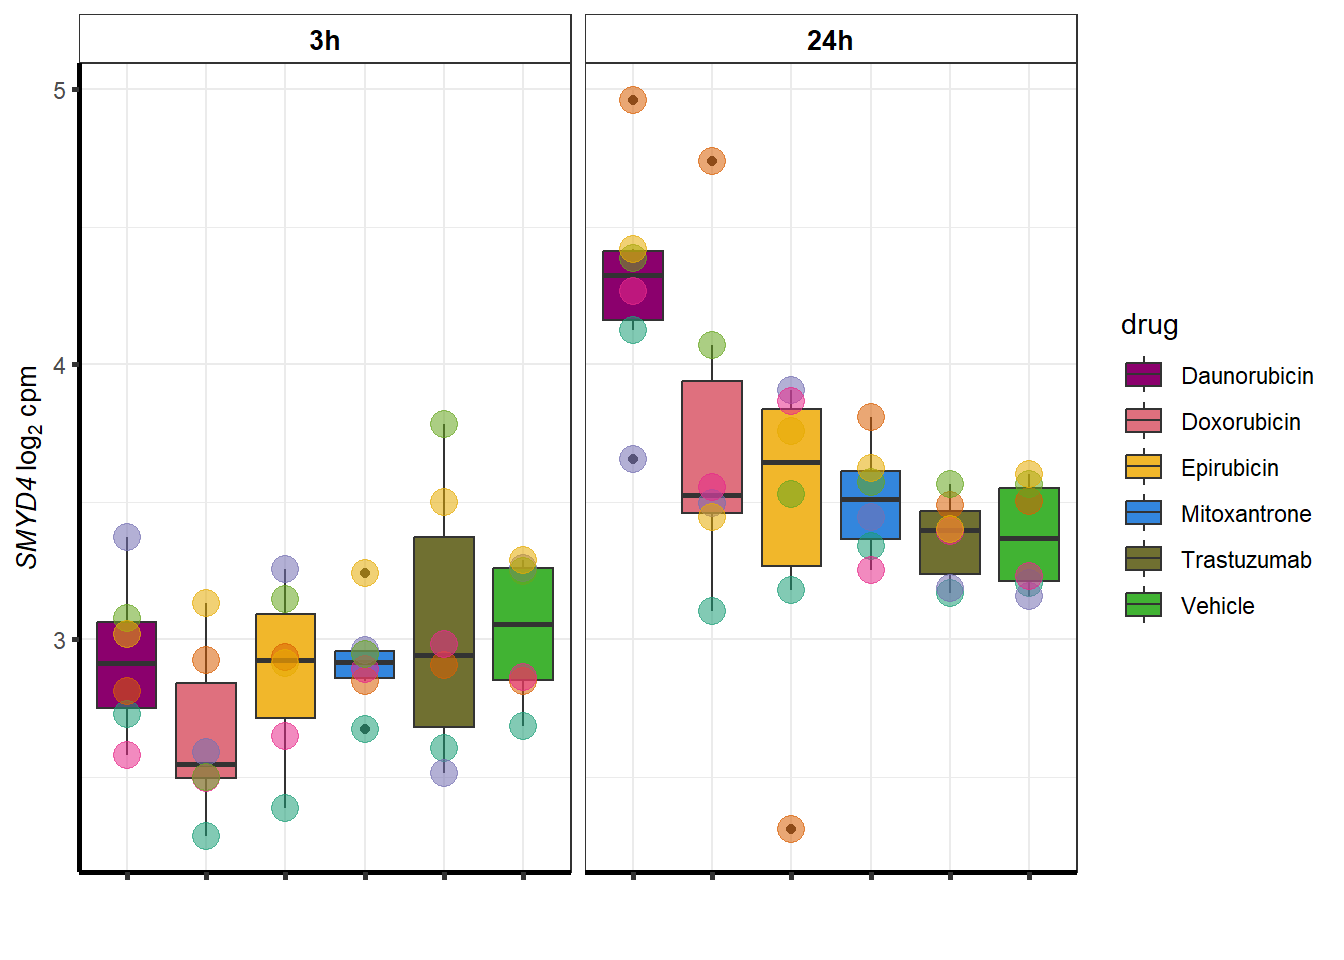 3h
24h
5
4
3
SMYD4 log2 cpm
drug
Daunorubicin
Doxorubicin
Epirubicin
Mitoxantrone
Trastuzumab
Vehicle